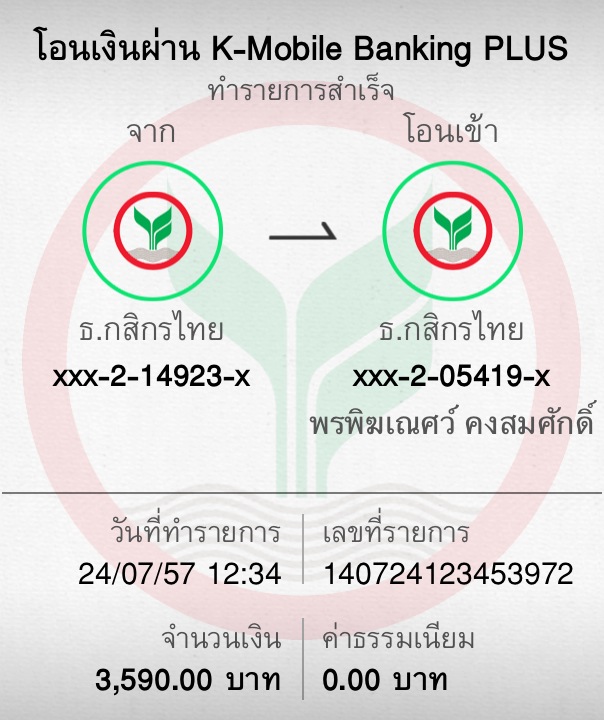 โอนเงินผ่าน K-Mobile Banking PLUS
ทำรายการสำเร็จ
จาก
โอนเข้า
ธ.กสิกรไทย
ธ.กสิกรไทย
xxx-2-14923-x
xxx-2-05419-x
พรพิฆเณศว์ คงสมศักดิ์
วันที่ทำรายการ
เลขที่รายการ
24/07/57 12:34
140724123453972
จำนวนเงิน
ค่าธรรมเนียม
3,590.00 บาท
0.00 บาท